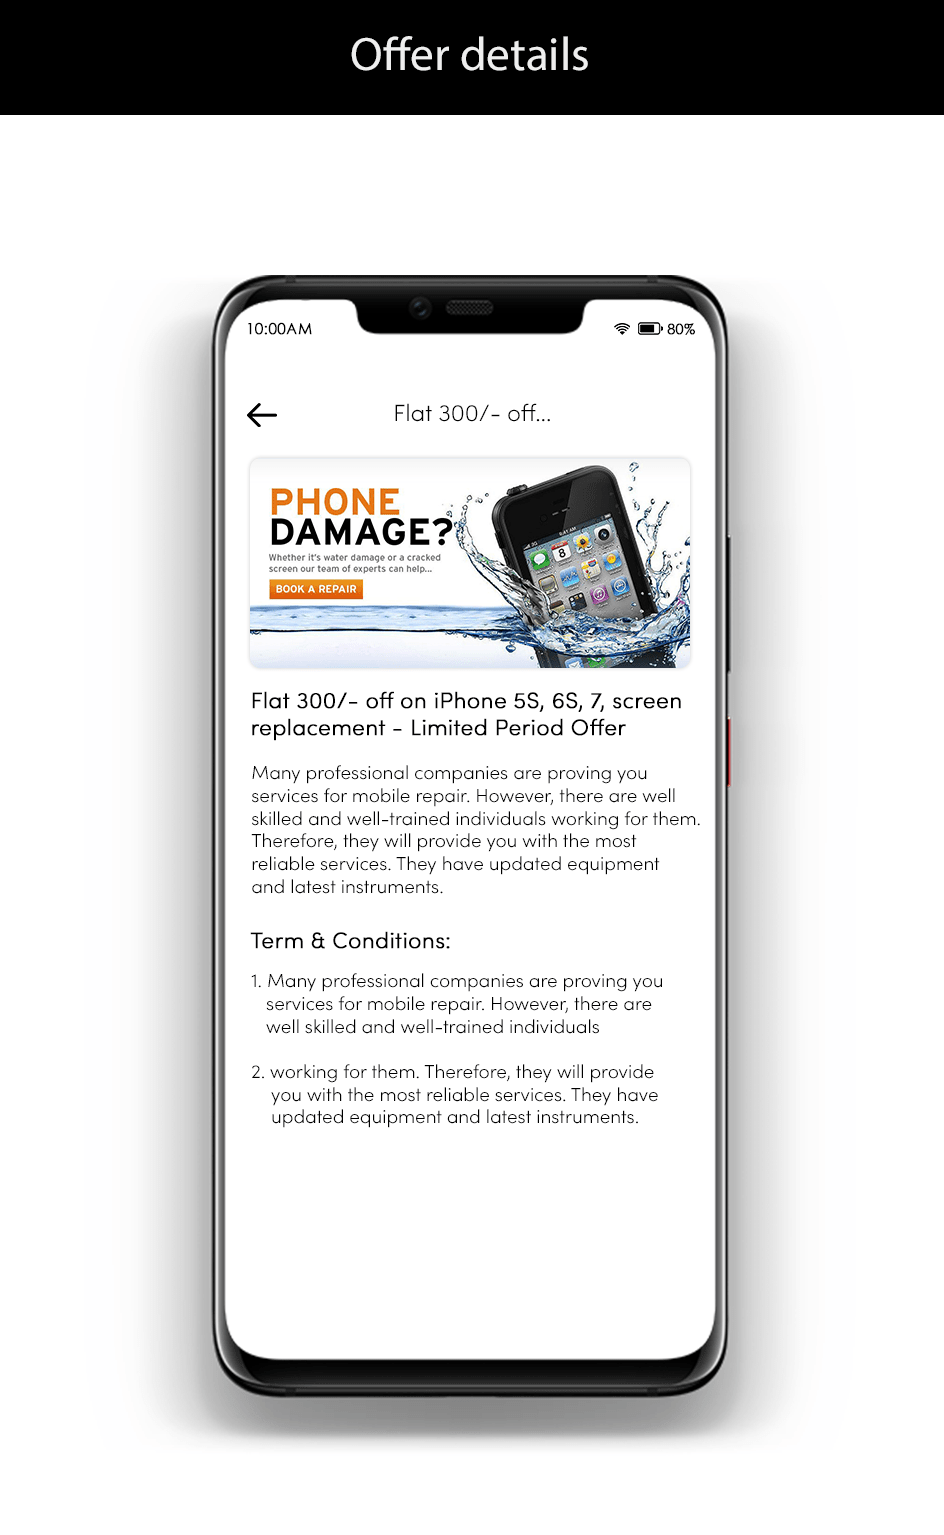 Offer details
10:00AM
80%
Flat 300/- off...
PHONE
DAMAGE?
Whether it's water damage or a cracked
screen our team of experts can help...
BOOK A REPAIR
3G
9:41 AM
8
Flat 300/- off on iPhone 5S, 6S, 7, screen
replacement - Limited Period Offer
Many professional companies are proving you
services for mobile repair. However, there are well
skilled and well-trained individuals working for them.
Therefore, they will provide you with the most
reliable services. They have updated equipment
and latest instruments.
Term & Conditions:
1. Many professional companies are proving you
services for mobile repair. However, there are
well skilled and well-trained individuals
2. working for them. Therefore, they will provide
you with the most reliable services. They have
updated equipment and latest instruments.